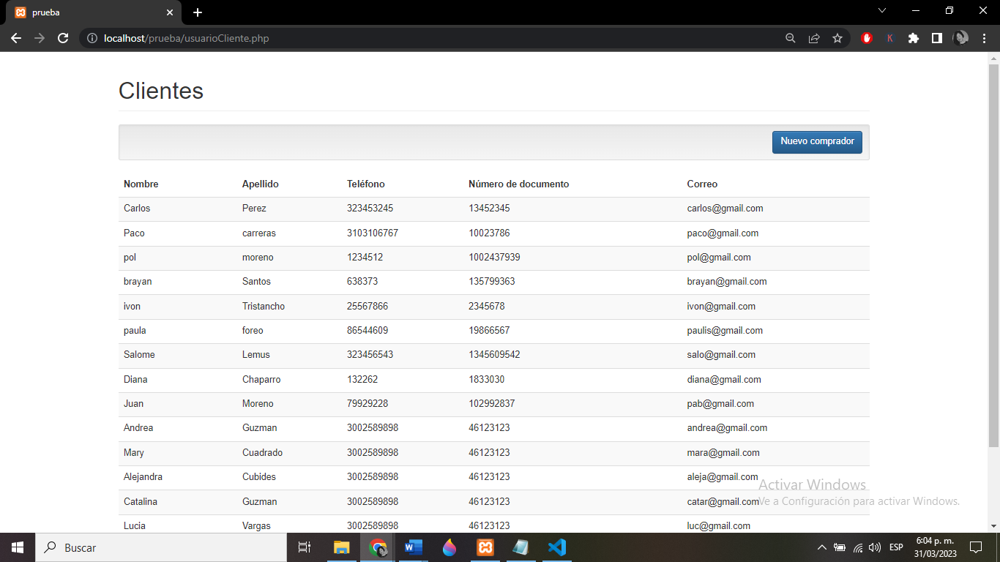 prueba
localhost/prueba/usuarioCliente.php
K
Clientes
Nuevo comprador
Nombre Apellido Teléfono Número de documento Correo
Carlos Perez 323453245 13452345 carlos@gmail.com
Paco carreras 3103106767 10023786 paco@gmail.com
pol moreno 1234512 1002437939 pol@gmail.com
brayan Santos 638373 135799363 brayan@gmail.com
ivon Tristancho 25567866 2345678 ivon@gmail.com
paula foreo 86544609 19866567 paulis@gmail.com
Salome Lemus 323456543 1345609542 salo@gmail.com
Diana Chaparro 132262 1833030 diana@gmail.com
Juan Moreno 79929228 102992837 pab@gmail.com
Andrea Guzman 3002589898 46123123 andrea@gmail.com
Mary Cuadrado 3002589898 46123123 mara@gmail.com
Alejandra Cubides 3002589898 46123123 aleja@gmail.com
Catalina Guzman 3002589898 46123123 catar@gmail.com
Lucia Vargas 3002589898 46123123 luc@gmail.com
Activar Windows
Ve a Configuración para activar Windows.
Buscar
ESP
6:04 p. m.
31/03/2023